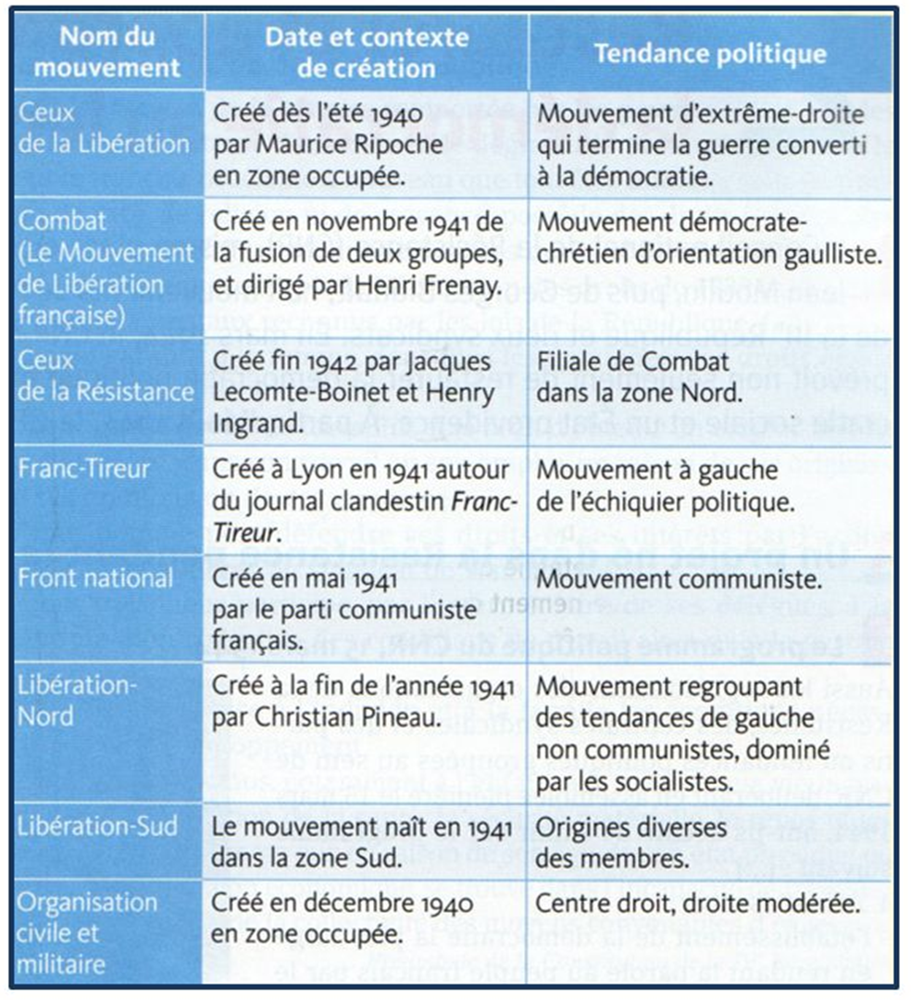 Nom du
mouvement
Date et contexte
de création
Tendance politique
Ceux
de la Libération
Créé dès l'été 1940
par Maurice Ripoche
en zone occupée.
Mouvement d'extrême-droite
qui termine la guerre converti
à la démocratie.
Combat
(Le Mouvement
de Libération
française)
Créé en novembre 1941 de
la fusion de deux groupes,
et dirigé par Henri Frenay.
Mouvement démocrate-
chrétien d'orientation gaulliste.
Ceux
de la Résistance
Créé fin 1942 par Jacques
Lecomte-Boinet et Henry
Ingrand.
Filiale de Combat
dans la zone Nord.
Franc-Tireur
Créé à Lyon en 1941 autour
du journal clandestin Franc-
Tireur.
Mouvement à gauche
de l'échiquier politique.
Front national
Créé en mai 1941
par le parti communiste
français.
Mouvement communiste.
Libération-
Nord
Créé à la fin de l'année 1941
par Christian Pineau.
Mouvement regroupant
des tendances de gauche
non communistes, dominé
par les socialistes.
Libération-Sud
Le mouvement naît en 1941
dans la zone Sud.
Origines diverses
des membres.
Organisation
civile et
militaire
Créé en décembre 1940
en zone occupée.
Centre droit, droite modérée.